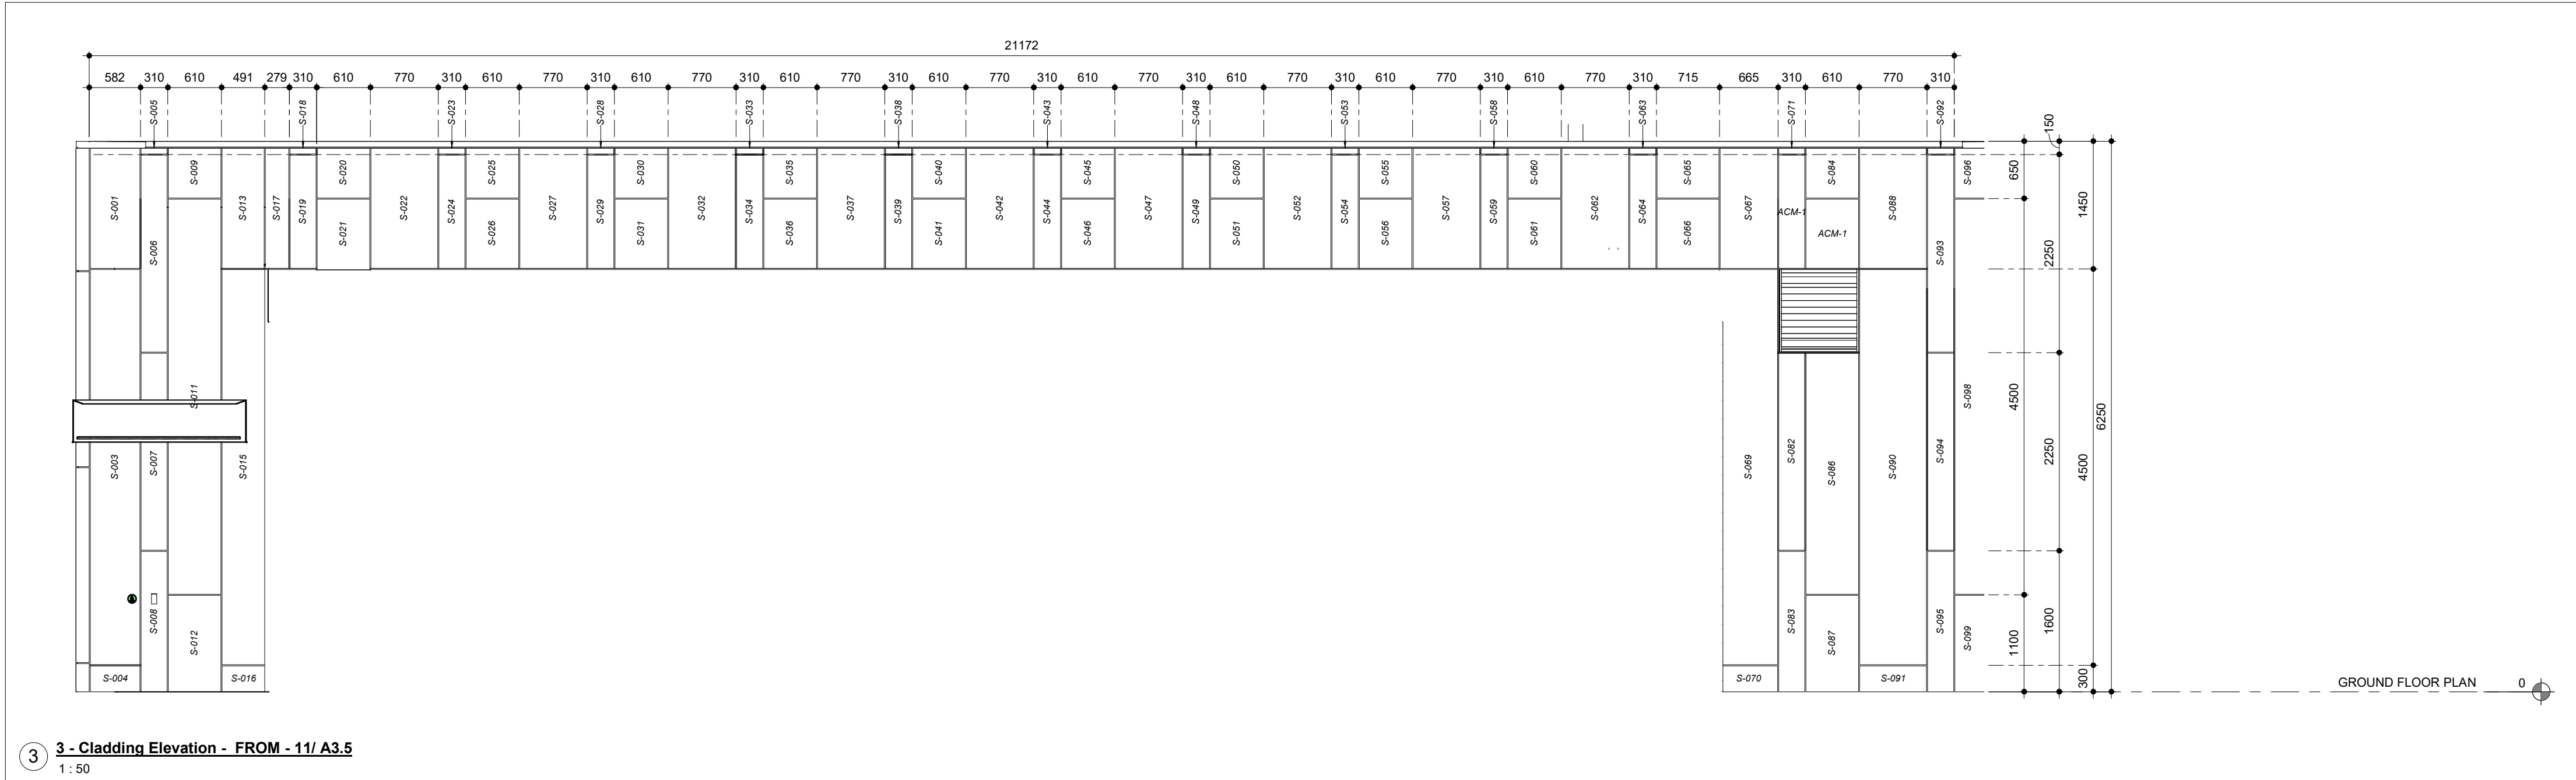 21172
582 310 610 491 279 310 610 770 310 610 770 310 610 770 310 610 770 310 610 770 310 610 770 310 610 770 310 610 770 310 610 770 310 715 665 310 610 770 310
S-005 S-018 S-023 S-028 S-033 S-038 S-043 S-048 S-053 S-058 S-063 S-071 S-092
150
S-009 S-020 S-025 S-030 S-035 S-040 S-045 S-050 S-055 S-060 S-065 S-084 S-096 650
S-001 S-013 S-017 S-019 S-022 S-024 S-027 S-029 S-032 S-034 S-037 S-039 S-042 S-044 S-047 S-049 S-052 S-054 S-057 S-059 S-062 S-064 S-067 ACM-1 S-088 1450
S-006 S-021 S-026 S-031 S-036 S-041 S-046 S-051 S-056 S-061 S-066 ACM-1 S-093 2250
S-011 S-098 4500
6250
S-003 S-007 S-015 S-069 S-082 S-086 S-090 S-094 2250 4500
S-008 S-012 S-083 S-087 S-095 S-099 1100 1600
S-004 S-016 S-070 S-091 300
GROUND FLOOR PLAN 0
3 3 - Cladding Elevation - FROM - 11/ A3.5
1 : 50